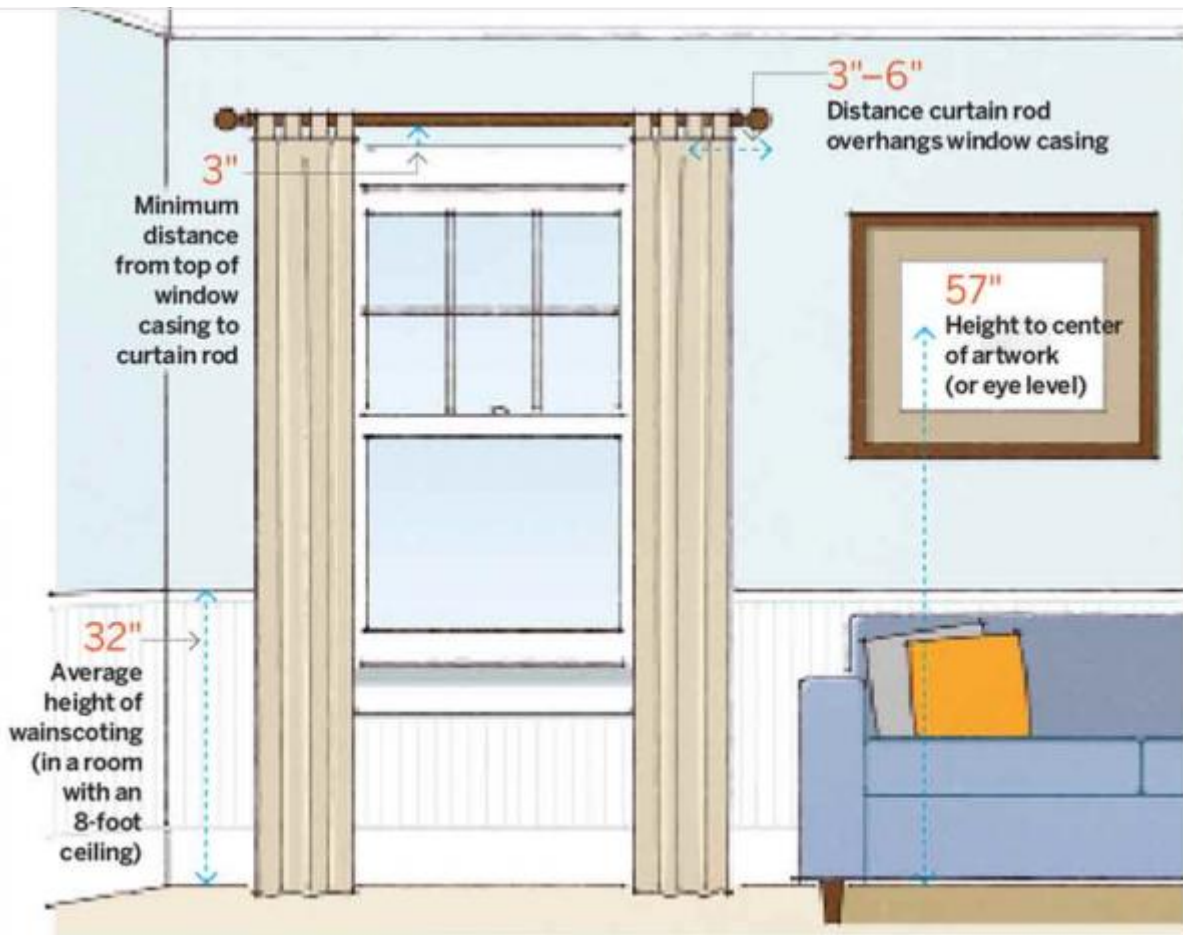 3"–6"
Distance curtain rod
overhangs window casing
3"
Minimum
distance
from top of
window
casing to
curtain rod
57"
Height to center
of artwork
(or eye level)
32"
Average
height of
wainscoting
(in a room
with an
8-foot
ceiling)